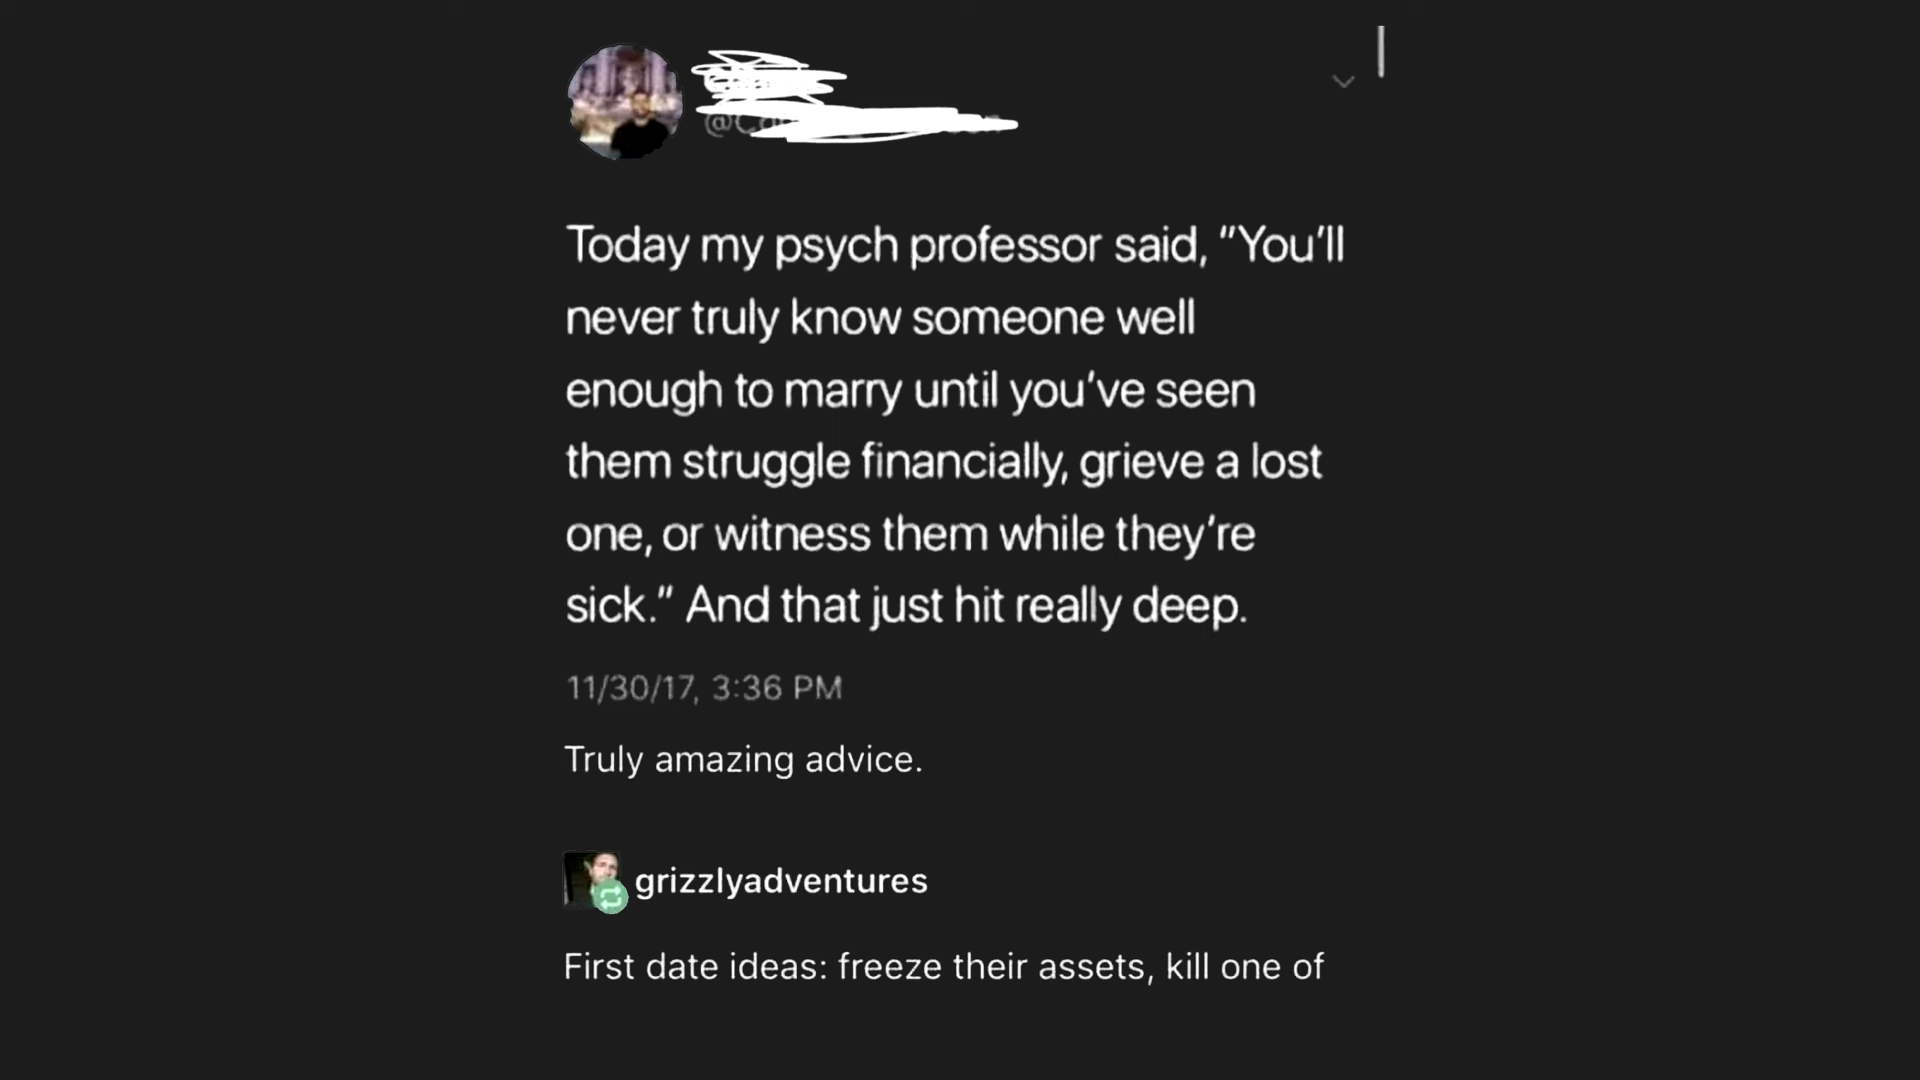 Today my psych professor said, "You'll
never truly know someone well
enough to marry until you've seen
them struggle financially, grieve a lost
one, or witness them while they're
sick." And that just hit really deep.
11/30/17, 3:36 PM
Truly amazing advice.
grizzlyadventures
First date ideas: freeze their assets, kill one of